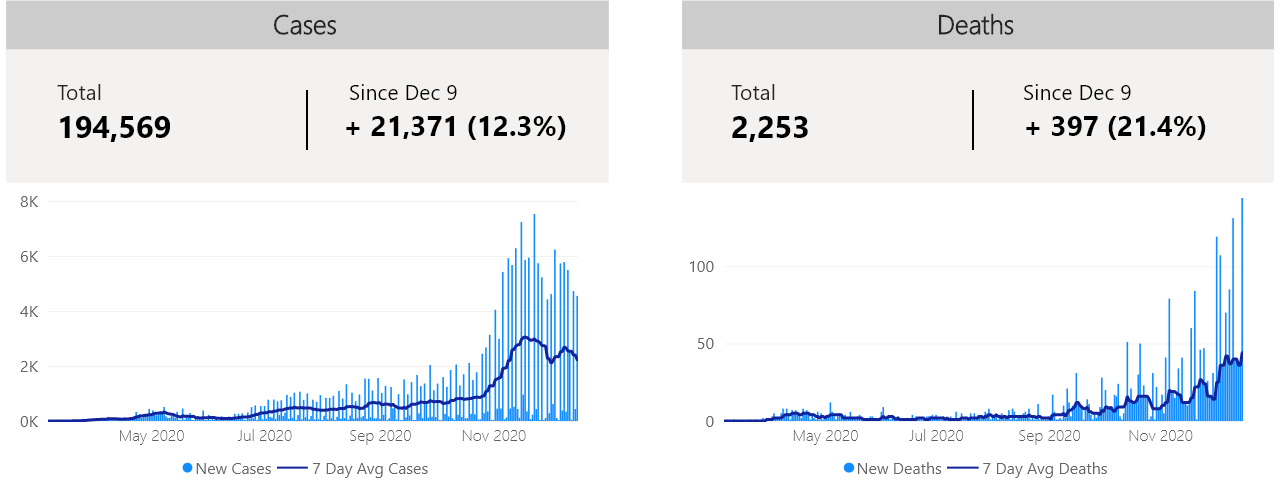 Cases
Total
194,569
Since Dec 9
+ 21,371 (12.3%)
8K
6K
4K
2K
0K
May 2020 Jul 2020 Sep 2020 Nov 2020
New Cases 7 Day Avg Cases
Deaths
Total
2,253
Since Dec 9
+ 397 (21.4%)
100
50
0
May 2020 Jul 2020 Sep 2020 Nov 2020
New Deaths 7 Day Avg Deaths